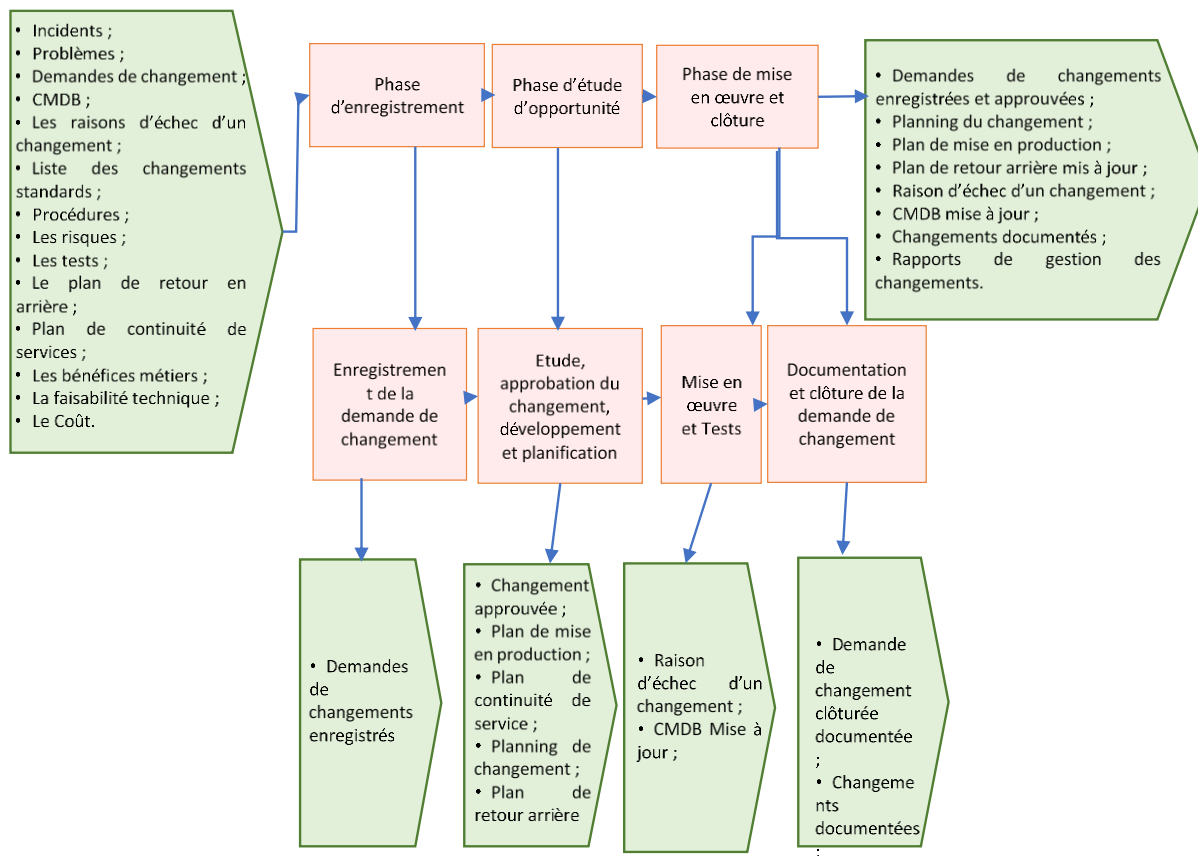 • Incidents ;
• Problèmes ;
• Demandes de changement ;
• CMDB ;
• Les raisons d’échec d’un
changement ;
• Liste des changements
standards ;
• Procédures ;
• Les risques ;
• Les tests ;
• Le plan de retour en
arrière ;
• Plan de continuité de
services ;
• Les bénéfices métiers ;
• La faisabilité technique ;
• Le Coût.
Phase
d’enregistrement
Phase d’étude
d’opportunité
Phase de mise
en œuvre et
clôture
• Demandes de changements
enregistrées et approuvées ;
• Planning du changement ;
• Plan de mise en production ;
• Plan de retour arrière mis à jour ;
• Raison d’échec d’un changement ;
• CMDB mise à jour ;
• Changements documentés ;
• Rapports de gestion des
changements.
Enregistremen
t de la
demande de
changement
Etude,
approbation du
changement,
développement
et planification
Mise en
œuvre
et Tests
Documentation
et clôture de la
demande de
changement
• Demandes
de
changements
enregistrés
• Changement
approuvée ;
• Plan de mise
en production ;
• Plan de
continuité de
service ;
• Planning de
changement ;
• Plan de
retour arrière
• Raison
d’échec d’un
changement ;
• CMDB Mise à
jour ;
• Demande
de
changement
clôturée
documentée
;
• Changeme
nts
documentées
;